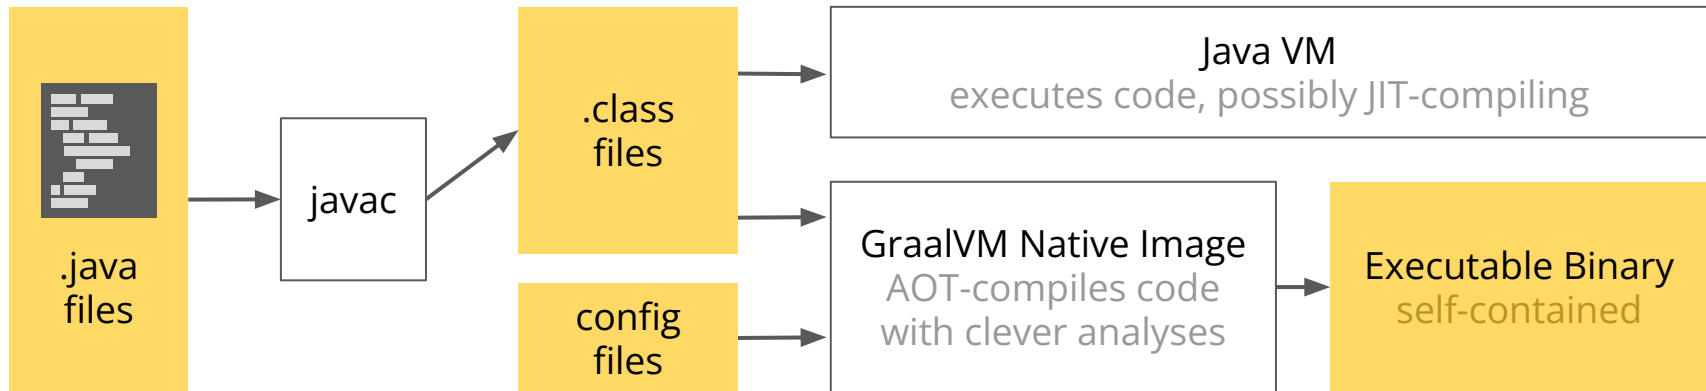 .java
files
javac
.class
files
config
files
Java VM
executes code, possibly JIT-compiling
GraalVM Native Image
AOT-compiles code
with clever analyses
Executable Binary
self-contained